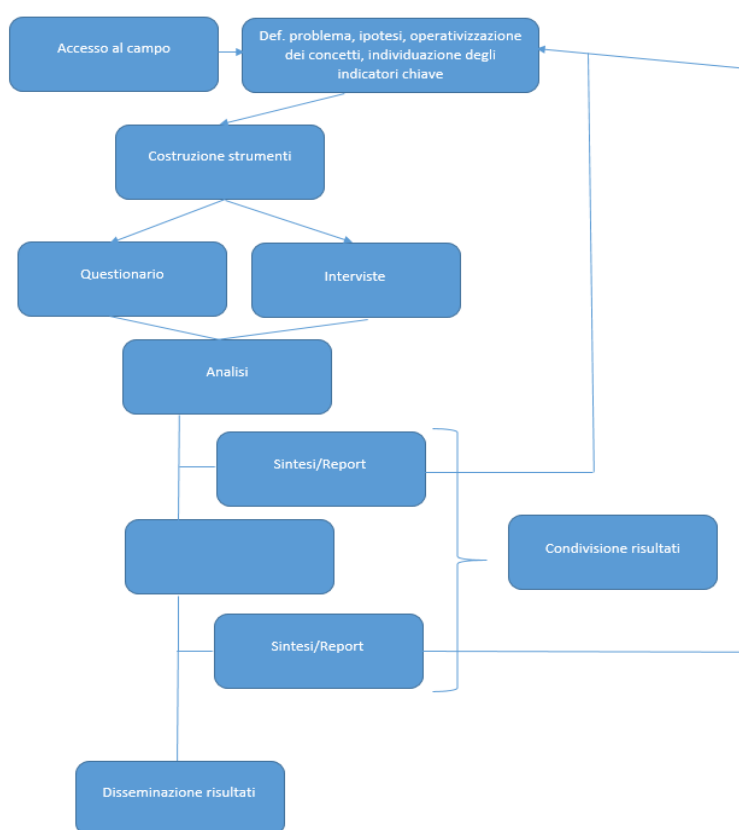 Accesso al campo
Def. problema, ipotesi, operativizzazione
dei concetti, individuazione degli
indicatori chiave
Costruzione strumenti
Questionario
Interviste
Analisi
Sintesi/Report
Condivisione risultati
Sintesi/Report
Disseminazione risultati